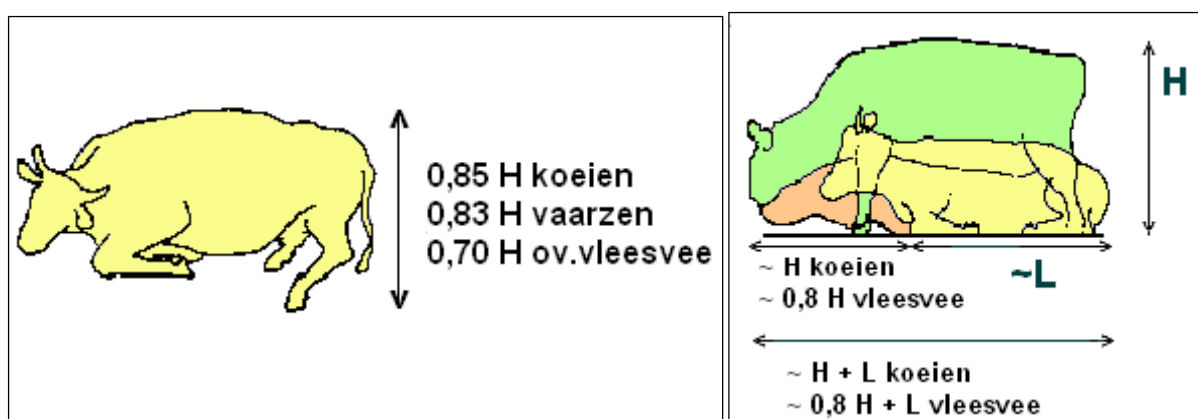 0,85 H koeien
0,83 H vaarzen
0,70 H ov.vleesvee
H
~ H koeien
~ 0,8 H vleesvee
~L
~ H + L koeien
~ 0,8 H + L vleesvee